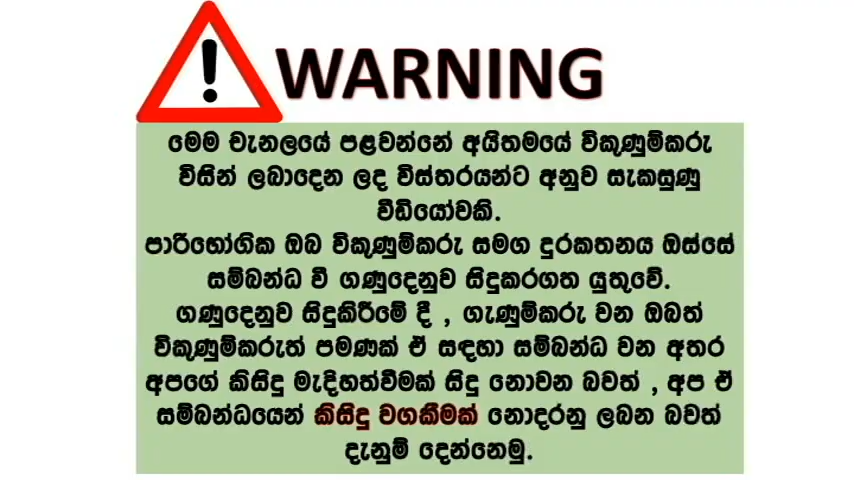 WARNING
මෙම චැනලයේ පළවන්නේ අයිතමයේ විකුණුම්කරු
විසින් ලබාදෙන ලද විස්තරයන්ට අනුව සැකසුණු
වීඩියෝවකි.
පාරිභෝගික ඔබ විකුණුම්කරු සමග දුරකතනය ඔස්සේ
සම්බන්ධ වී ගණුදෙනුව සිදුකරගත යුතුවේ.
ගණුදෙනුව සිදුකිරීමේ දී , ගැණුම්කරු වන ඔබත්
විකුණුම්කරුත් පමණක් ඒ සඳහා සම්බන්ධ වන අතර
අපගේ කිසිදු මැදිහත්වීමක් සිදු නොවන බවත් , අප ඒ
සම්බන්ධයෙන් කිසිදු වගකීමක් නොදරනු ලබන බවත්
දැනුම් දෙන්නෙමු.